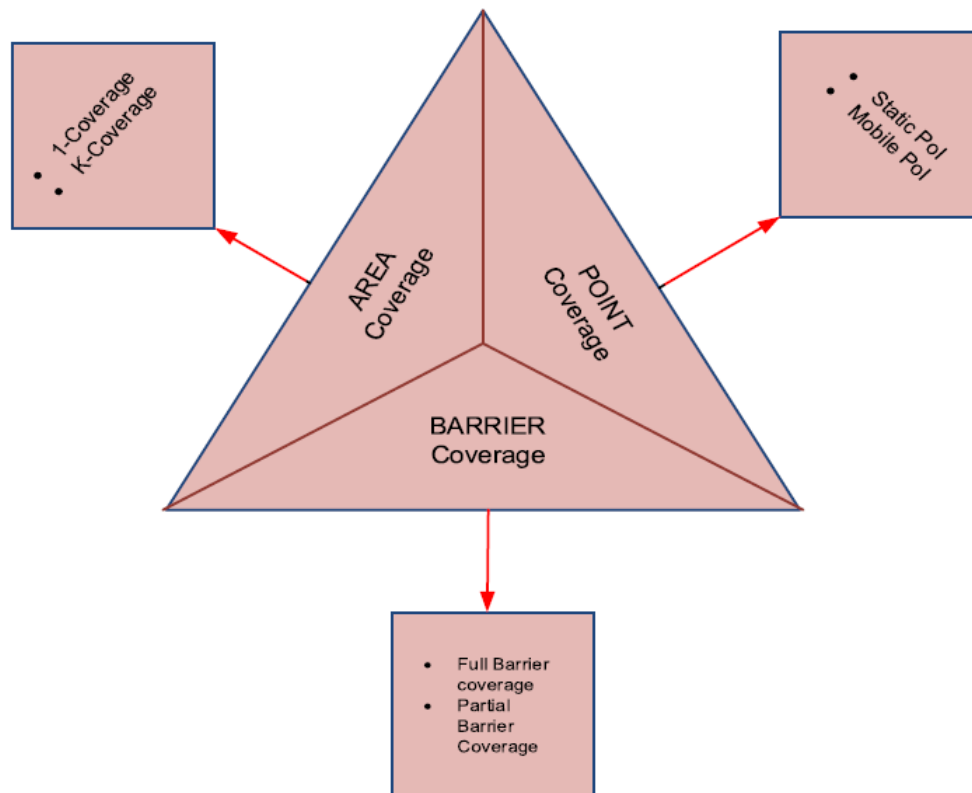 • 1-Coverage
• K-Coverage
• Static PoI
• Mobile PoI
AREA
Coverage
POINT
Coverage
BARRIER
Coverage
• Full Barrier
coverage
• Partial
Barrier
Coverage